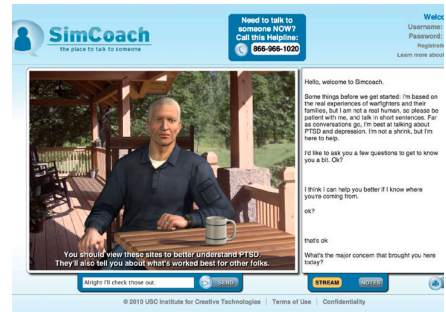 SimCoach
the place to talk to someone
Need to talk
to someone NOW?
Call this Helpline:
866-966-1020
Welco
Username:
Password:
Registratio
Learn more about
You should view these sites to better understand PTSD.
They'll also tell you about what's worked best for other folks.
Alright I'll check those out.
SEND
Hello, welcome to Simcoach.
Some things before we get started: I'm based on
the real experiences of warfighters and their
families, but I am not a real human, so please be
patient with me, and talk in short sentences. Far
as conversations go, I'm best at talking about
PTSD and depression. I'm not a shrink, but I'm
here to help.
I'd like to ask you a few questions to get to know
you a bit. Ok?
I think I can help you better if I know where
you're coming from.
ok?
that's ok
What's the major concern that brought you here
today?
STREAM
NOTES
© 2010 USC Institute for Creative Technologies | Terms of Use | Confidentiality